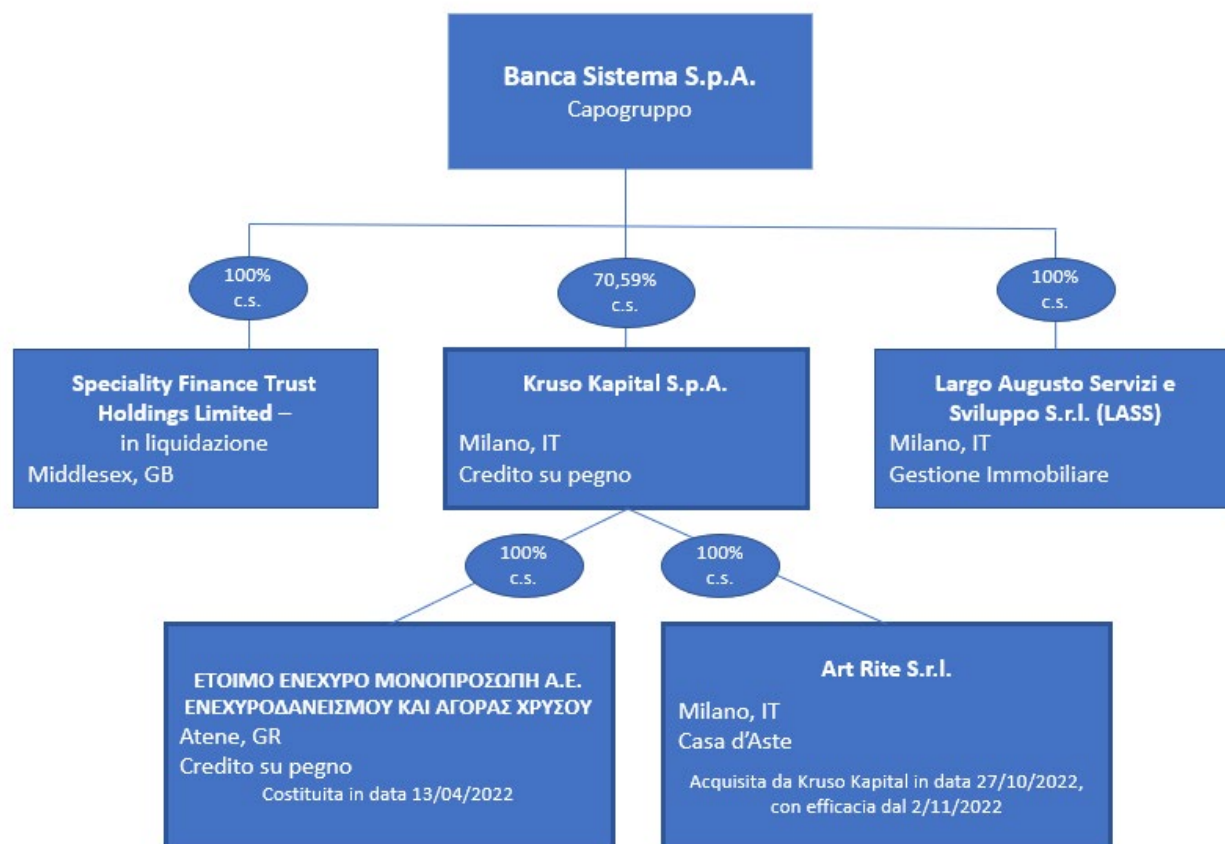 Banca Sistema S.p.A.
Capogruppo
100%
c.s.
70,59%
c.s.
100%
c.s.
Speciality Finance Trust
Holdings Limited –
in liquidazione
Middlesex, GB
Kruso Kapital S.p.A.
Milano, IT
Credito su pegno
Largo Augusto Servizi e
Sviluppo S.r.l. (LASS)
Milano, IT
Gestione Immobiliare
100%
c.s.
100%
c.s.
ΕΤΟΙΜΟ ΕΝΕΧΥΡΟ ΜΟΝΟΠΡΟΣΩΠΗ Α.Ε.
ΕΝΕΧΥΡΟΔΑΝΕΙΣΜΟΥ ΚΑΙ ΑΓΟΡΑΣ ΧΡΥΣΟΥ
Atene, GR
Credito su pegno
Costituita in data 13/04/2022
Art Rite S.r.l.
Milano, IT
Casa d’Aste
Acquisita da Kruso Kapital in data 27/10/2022,
con efficacia dal 2/11/2022